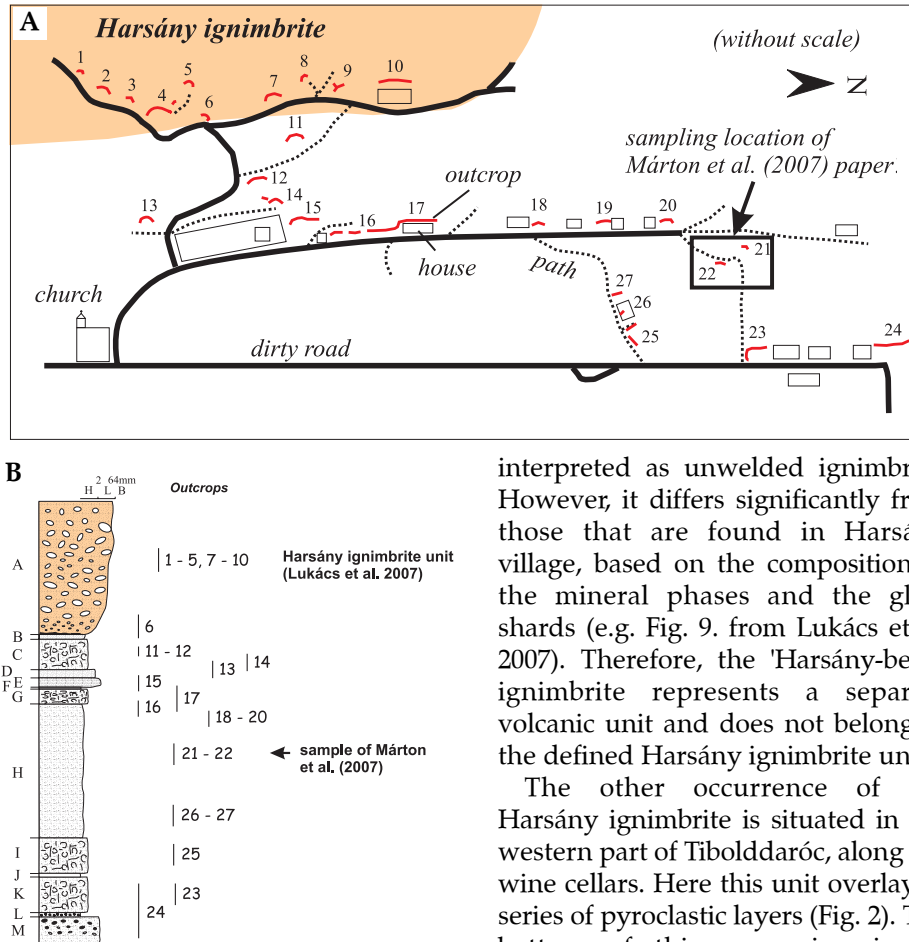 A
Harsány ignimbrite
(without scale)
N
1
2
3
4
5
6
7
8
9
10
11
12
13
14
15
16
17
18
19
20
21
22
23
24
25
26
27
sampling location of
Márton et al. (2007) paper
outcrop
house
path
church
dirty road
B
2 64mm
H L B
Outcrops
A
B
C
D
E
F
G
H
I
J
K
L
M
1 - 5, 7 - 10
Harsány ignimbrite unit
(Lukács et al. 2007)
6
11 - 12
13
14
15
17
16
18 - 20
21 - 22
sample of Márton
et al. (2007)
26 - 27
25
23
24
interpreted as unwelded ignimbr
However, it differs significantly fr
those that are found in Harsá
village, based on the composition
the mineral phases and the gl
shards (e.g. Fig. 9. from Lukács et
2007). Therefore, the 'Harsány-be
ignimbrite represents a separ
volcanic unit and does not belong
the defined Harsány ignimbrite un
The other occurrence of
Harsány ignimbrite is situated in
western part of Tibolddaróc, along
wine cellars. Here this unit overlay
series of pyroclastic layers (Fig. 2). T